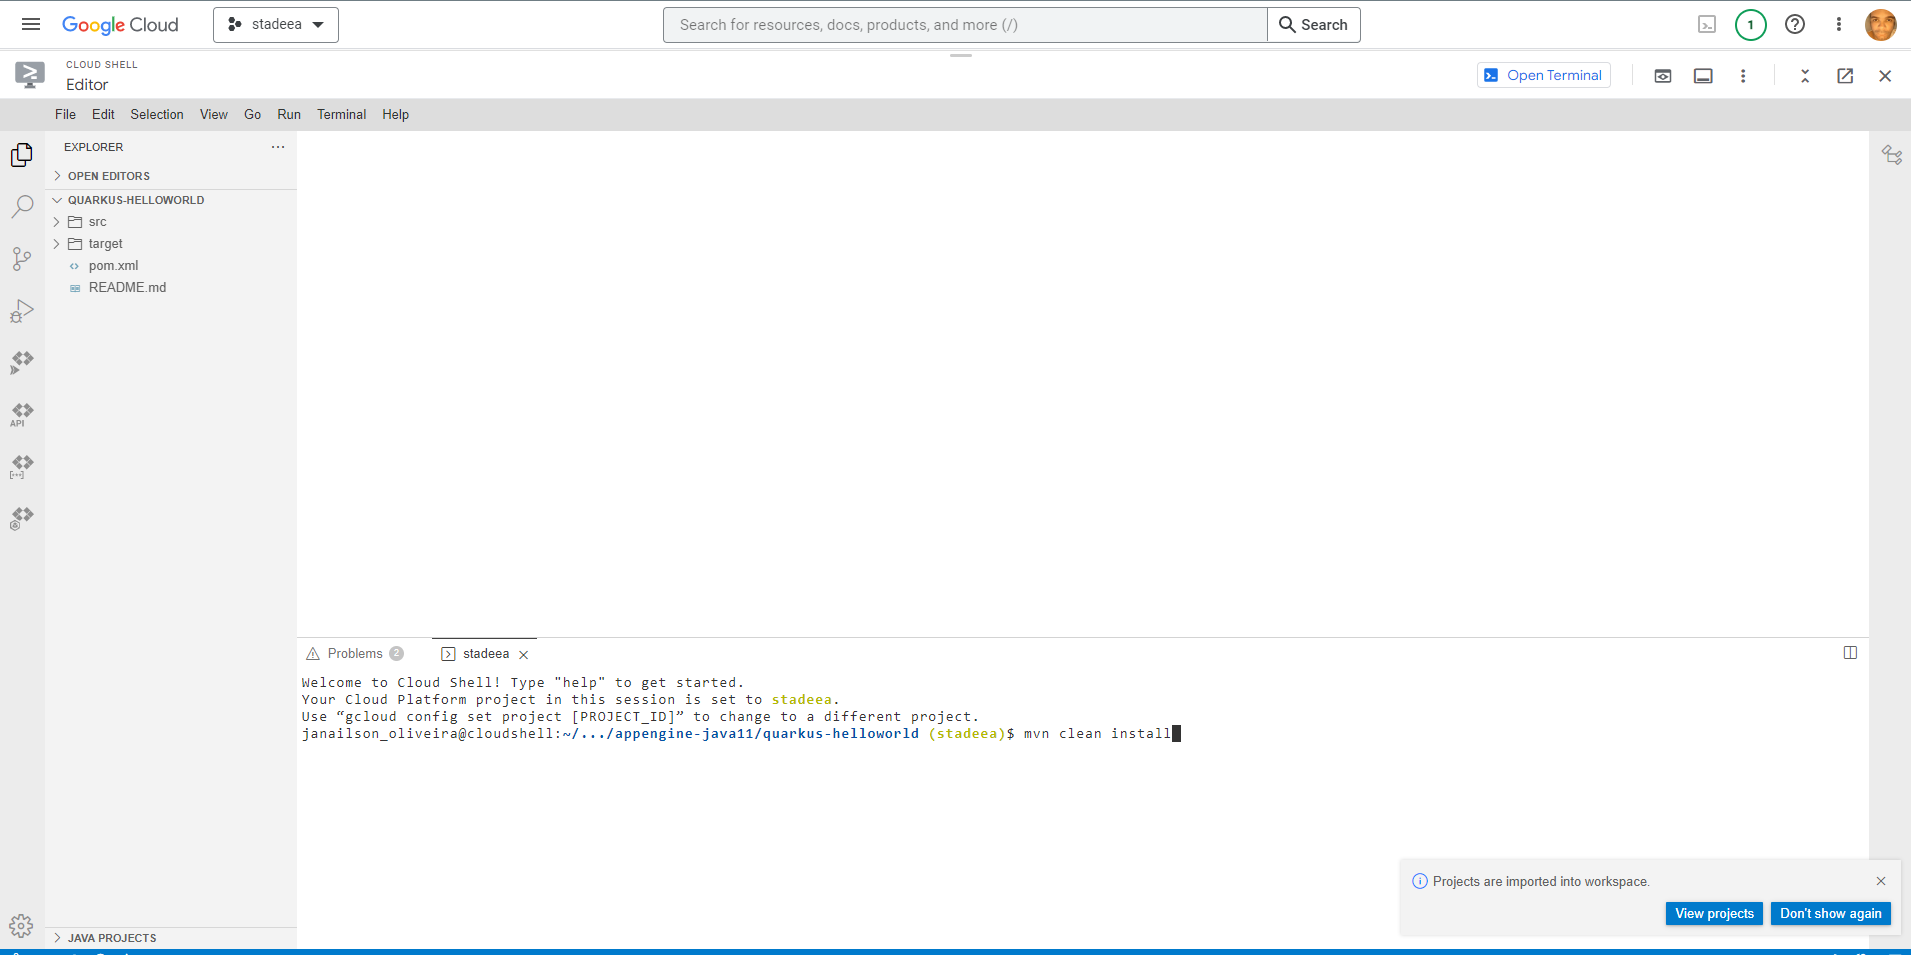 Google Cloud
stadeea
Search for resources, docs, products, and more (/)
Search
1
CLOUD SHELL
Editor
Open Terminal
File Edit Selection View Go Run Terminal Help
EXPLORER
OPEN EDITORS
QUARKUS-HELLOWORLD
src
target
pom.xml
README.md
API
Problems 2
stadeea
Welcome to Cloud Shell! Type "help" to get started.
Your Cloud Platform project in this session is set to stadeea.
Use “gcloud config set project [PROJECT_ID]” to change to a different project.
janailson_oliveira@cloudshell:~/.../appengine-java11/quarkus-helloworld (stadeea)$ mvn clean install
Projects are imported into workspace.
View projects
Don't show again
JAVA PROJECTS